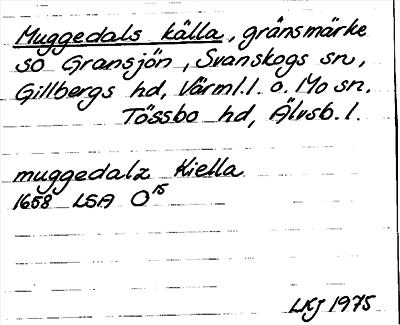 Muggedals källa, gränsmärke
so Gransjön, Svanskogs sn,
Gillbergs hd, Värml.l. o. Mo sn.
Tössbo hd, Älvsb.l.
muggedalz Kiella
1658 LSA O15
LKJ 1975